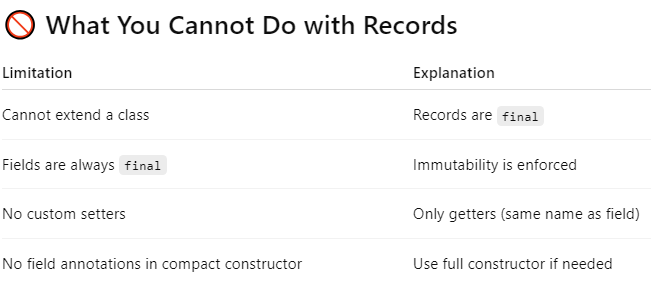 🚫 What You Cannot Do with Records
Limitation Explanation
Cannot extend a class Records are final
Fields are always final Immutability is enforced
No custom setters Only getters (same name as field)
No field annotations in compact constructor Use full constructor if needed